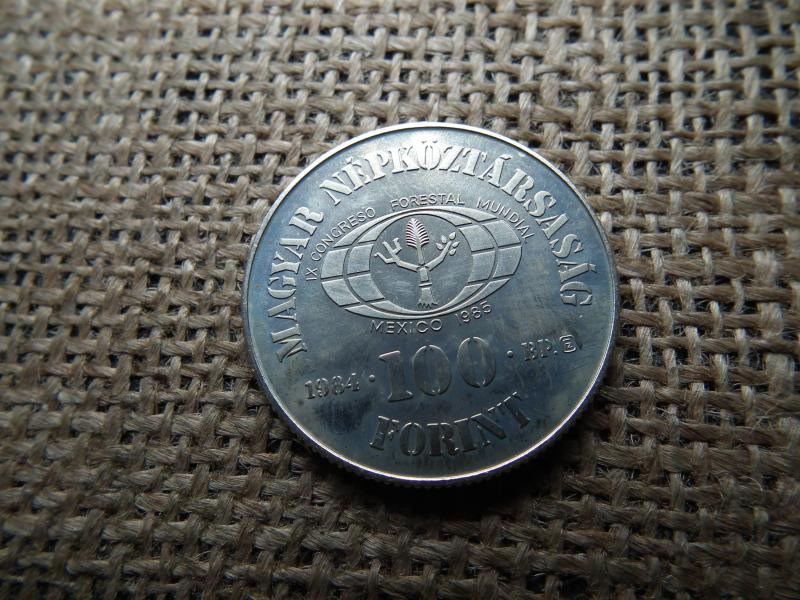 MAGYAR NÉPKÖZTÁRSASÁG
IX CONGRESO FORESTAL MUNDIAL
MEXICO 1985
1984 · 100 · BP.
FORINT